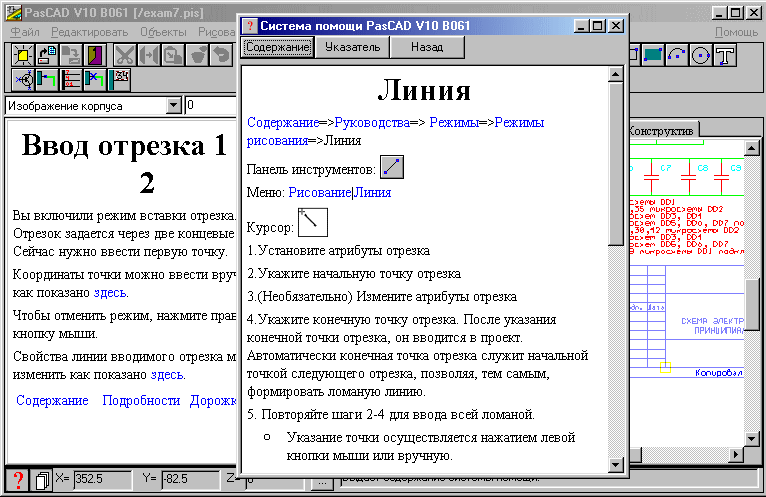 PasCAD V10 B061 [/exam7.pis]
Файл Редактировать Объекты Помощь
Изображение корпуса 0
Ввод отрезка 1
2
Вы включили режим вставки отрезка.
Отрезок задается через две концевые
Сейчас нужно ввести первую точку.
Координаты точки можно ввести
как показано здесь.
Чтобы отменить режим, нажмите
кнопку мыши.
Свойства линии вводимого отрезка
изменить как показано здесь.
Содержание Подробности
X= 352.5 Y= -82.5 Z=
Система помощи PasCAD V10 B061
Содержание Указатель Назад
Линия
Содержание=>Руководства=> Режимы=>Режимы
рисования=>Линия
Панель инструментов:
Меню: Рисование|Линия
Курсор:
1.Установите атрибуты отрезка
2.Укажите начальную точку отрезка
3.(Необязательно) Измените атрибуты отрезка
4.Укажите конечную точку отрезка. После указания
конечной точки отрезка, он вводится в проект.
Автоматически конечная точка отрезка служит начальной
точкой следующего отрезка, позволяя, тем самым,
формировать ломаную линию.
5. Повторяйте шаги 2-4 для ввода всей ломаной.
Указание точки осуществляется нажатием левой
кнопки мыши или вручную.
Конструктив
C6 C7 C8 C9
Копировал